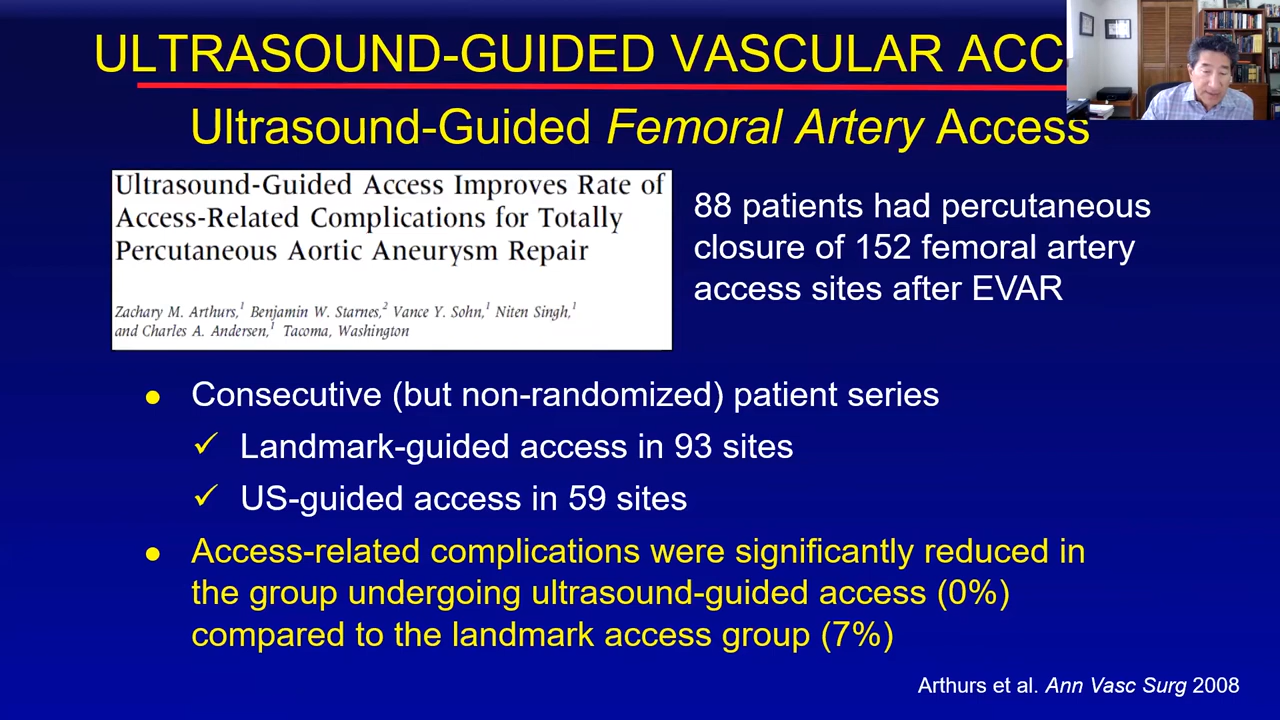 ULTRASOUND-GUIDED VASCULAR ACC
Ultrasound-Guided Femoral Artery Access
Ultrasound-Guided Access Improves Rate of
Access-Related Complications for Totally
Percutaneous Aortic Aneurysm Repair
Zachary M. Arthurs,1 Benjamin W. Starnes,2 Vance Y. Sohn,1 Niten Singh,1
and Charles A. Andersen,1 Tacoma, Washington
88 patients had percutaneous
closure of 152 femoral artery
access sites after EVAR
• Consecutive (but non-randomized) patient series
✓ Landmark-guided access in 93 sites
✓ US-guided access in 59 sites
• Access-related complications were significantly reduced in
the group undergoing ultrasound-guided access (0%)
compared to the landmark access group (7%)
Arthurs et al. Ann Vasc Surg 2008